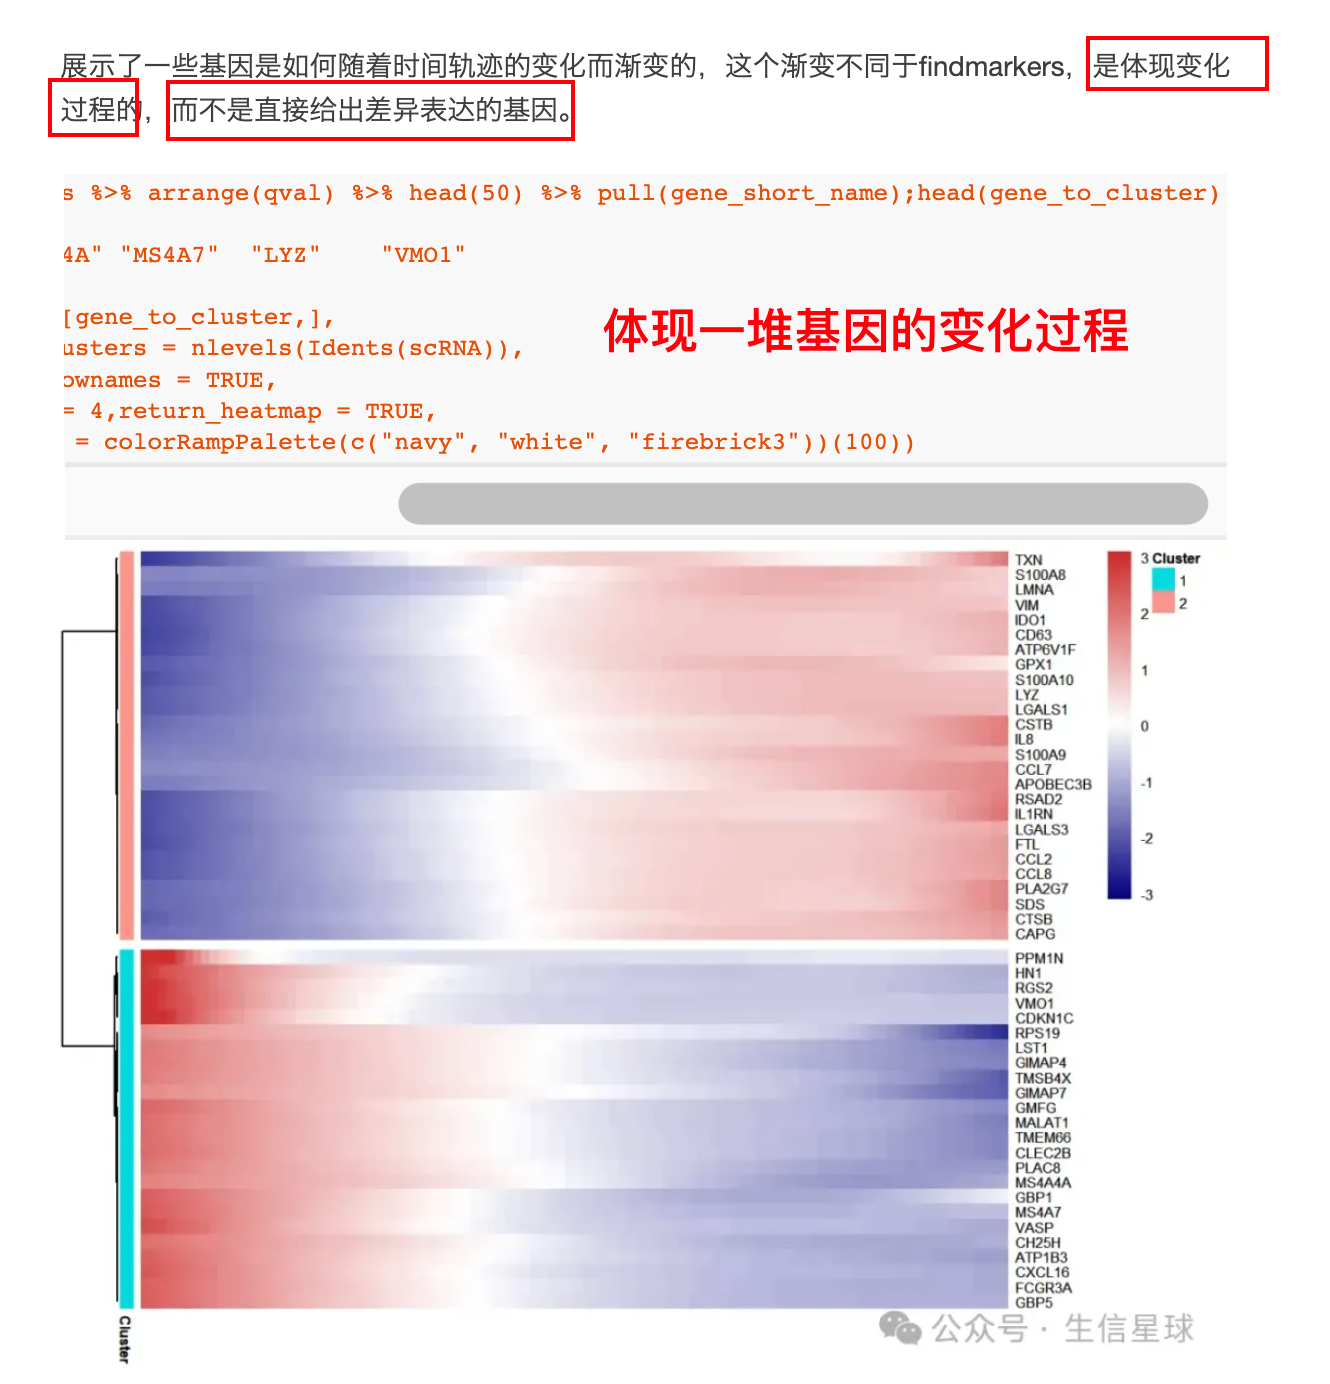 展示了一些基因是如何随着时间轨迹的变化而渐变的，这个渐变不同于findmarkers，是体现变化
过程的，而不是直接给出差异表达的基因。
s %>% arrange(qval) %>% head(50) %>% pull(gene_short_name);head(gene_to_cluster)
4A" "MS4A7"  "LYZ"    "VMO1"
[gene_to_cluster,],
体现一堆基因的变化过程
usters = nlevels(Idents(scRNA)),
ownames = TRUE,
= 4,return_heatmap = TRUE,
= colorRampPalette(c("navy", "white", "firebrick3"))(100))
TXN
S100A8
LMNA
VIM
IDO1
CD63
ATP6V1F
GPX1
S100A10
LYZ
LGALS1
CSTB
IL8
S100A9
CCL7
APOBEC3B
RSAD2
IL1RN
LGALS3
FTL
CCL2
CCL8
PLA2G7
SDS
CTSB
CAPG
PPM1N
HN1
RGS2
VMO1
CDKN1C
RPS19
LST1
GIMAP4
TMSB4X
GIMAP7
GMFG
MALAT1
TMEM66
CLEC2B
PLAC8
MS4A4A
GBP1
MS4A7
VASP
CH25H
ATP1B3
CXCL16
FCGR3A
GBP5
3
2
1
0
-1
-2
-3
Cluster
1
2
Cluster
公众号 · 生信星球